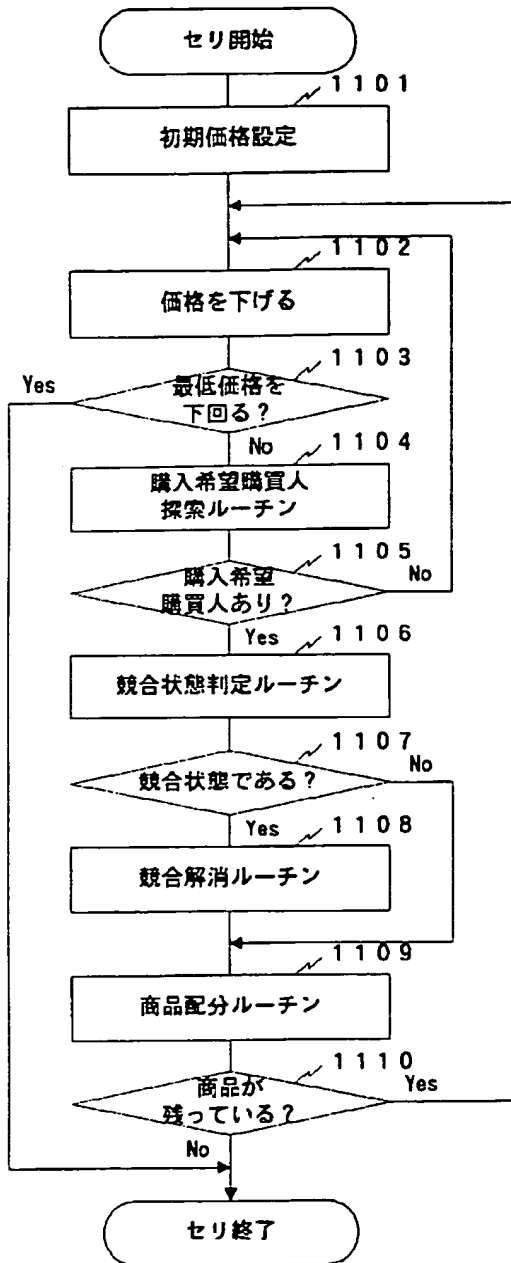 セリ開始
1101
初期価格設定
1102
価格を下げる
1103
Yes
最低価格を
下回る?
No
1104
購入希望購買人
探索ルーチン
1105
購入希望
購買人あり?
No
Yes
1106
競合状態判定ルーチン
1107
競合状態である?
No
Yes
1108
競合解消ルーチン
1109
商品配分ルーチン
1110
商品が
残っている?
Yes
No
セリ終了